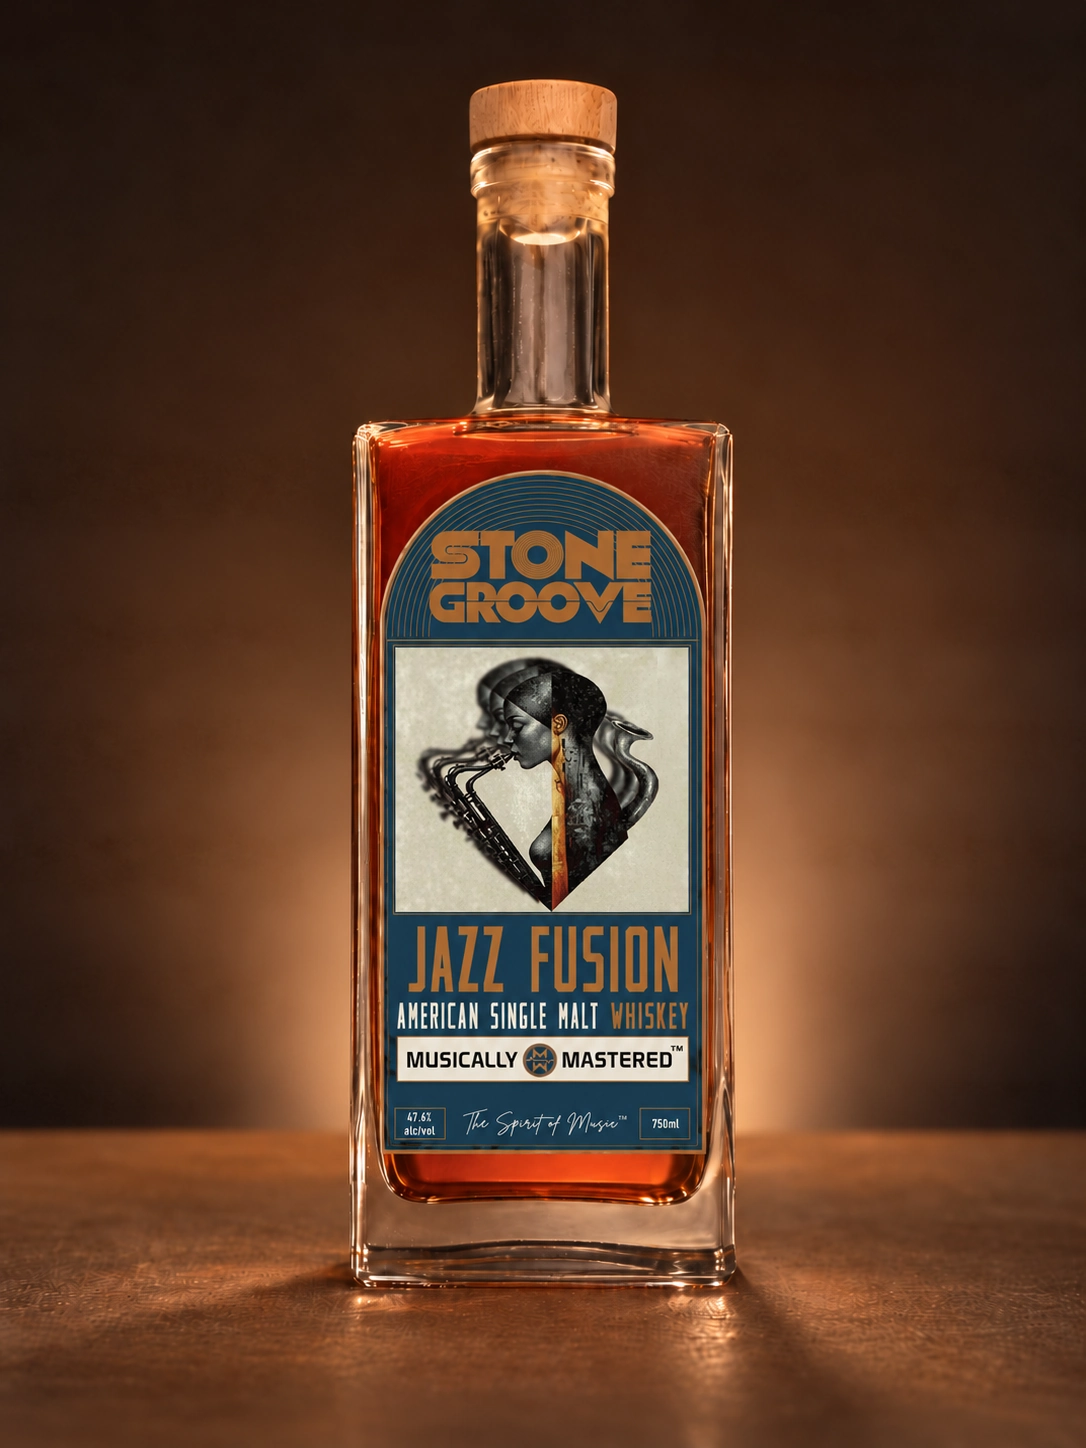 STONE
GROOVE
JAZZ FUSION
AMERICAN SINGLE MALT WHISKEY
MUSICALLY MW MASTERED™
47.6%
alc/vol
The Spirit of Music™
750ml